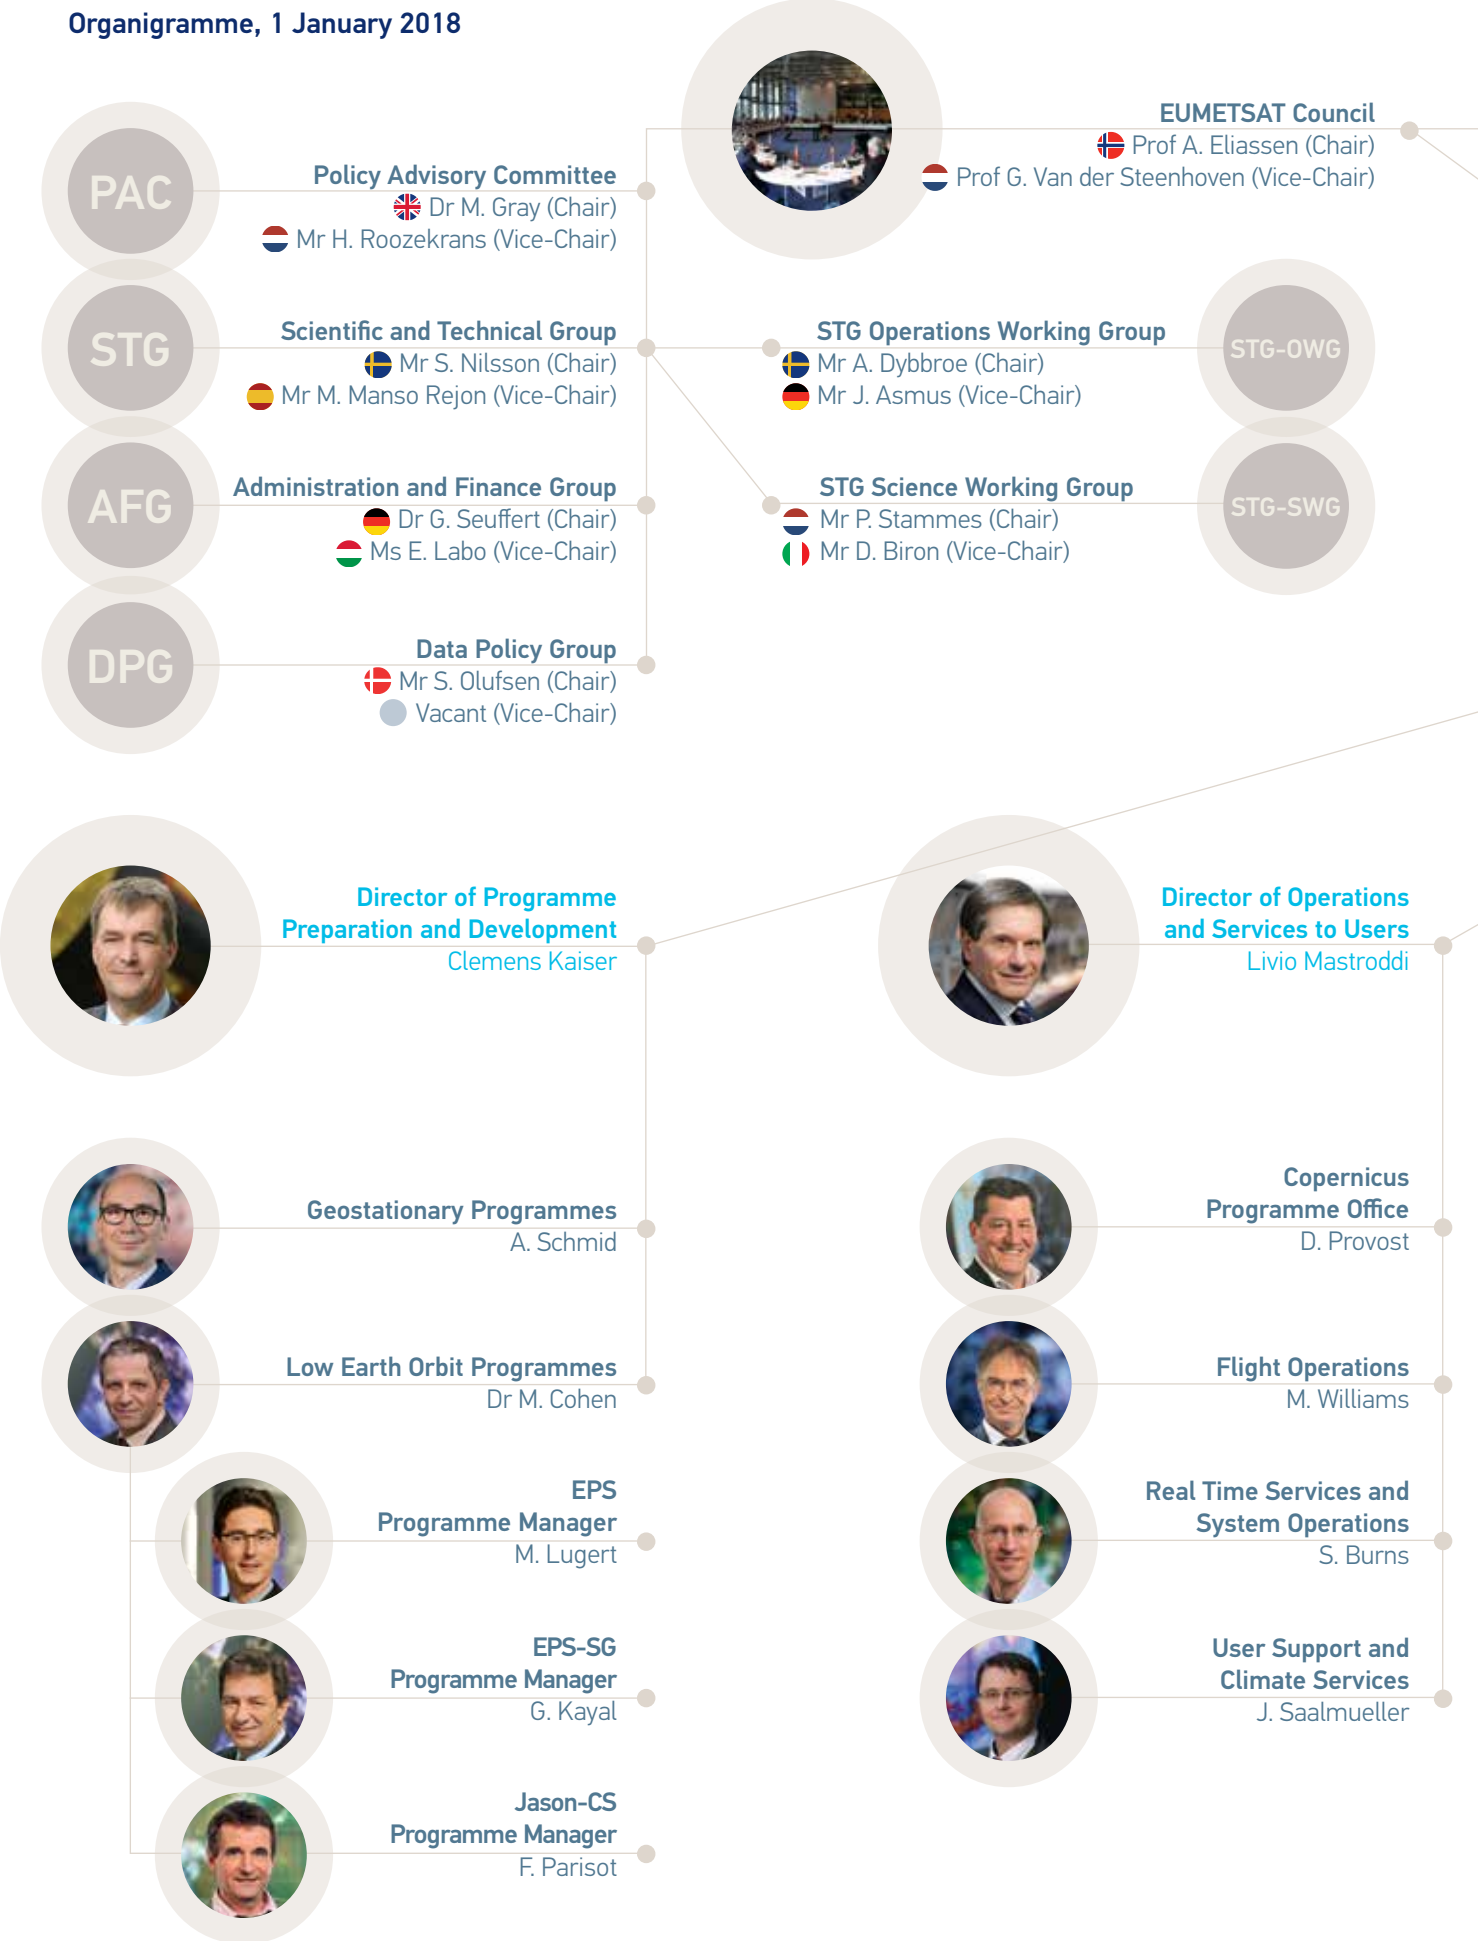 Organigramme, 1 January 2018
EUMETSAT Council
Prof A. Eliassen (Chair)
Prof G. Van der Steenhoven (Vice-Chair)
PAC
Policy Advisory Committee
Dr M. Gray (Chair)
Mr H. Roozekrans (Vice-Chair)
STG
Scientific and Technical Group
Mr S. Nilsson (Chair)
Mr M. Manso Rejon (Vice-Chair)
STG Operations Working Group
Mr A. Dybbroe (Chair)
Mr J. Asmus (Vice-Chair)
STG-OWG
AFG
Administration and Finance Group
Dr G. Seuffert (Chair)
Ms E. Labo (Vice-Chair)
STG Science Working Group
Mr P. Stammes (Chair)
Mr D. Biron (Vice-Chair)
STG-SWG
DPG
Data Policy Group
Mr S. Olufsen (Chair)
Vacant (Vice-Chair)
Director of Programme
Preparation and Development
Clemens Kaiser
Geostationary Programmes
A. Schmid
Low Earth Orbit Programmes
Dr M. Cohen
EPS
Programme Manager
M. Lugert
EPS-SG
Programme Manager
G. Kayal
Jason-CS
Programme Manager
F. Parisot
Director of Operations
and Services to Users
Livio Mastroddi
Copernicus
Programme Office
D. Provost
Flight Operations
M. Williams
Real Time Services and
System Operations
S. Burns
User Support and
Climate Services
J. Saalmueller